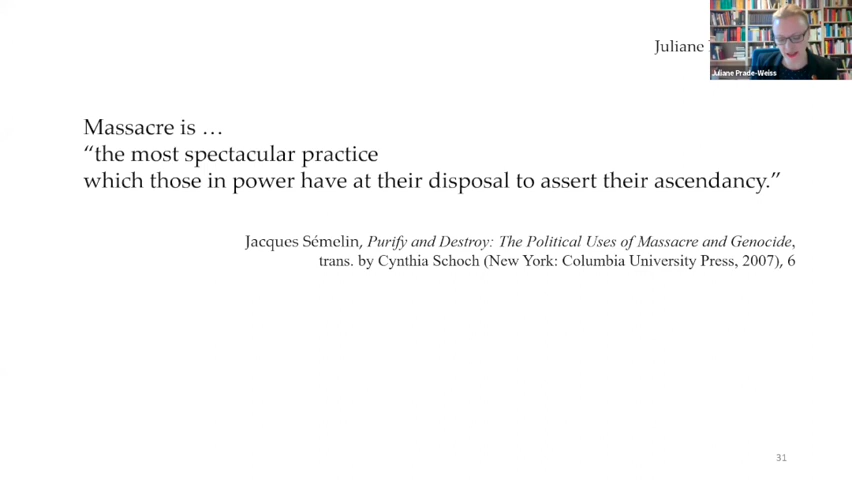 Juliane
Juliane Prade-Weiss
Massacre is …
“the most spectacular practice
which those in power have at their disposal to assert their ascendancy.”
Jacques Sémelin, Purify and Destroy: The Political Uses of Massacre and Genocide,
trans. by Cynthia Schoch (New York: Columbia University Press, 2007), 6
31